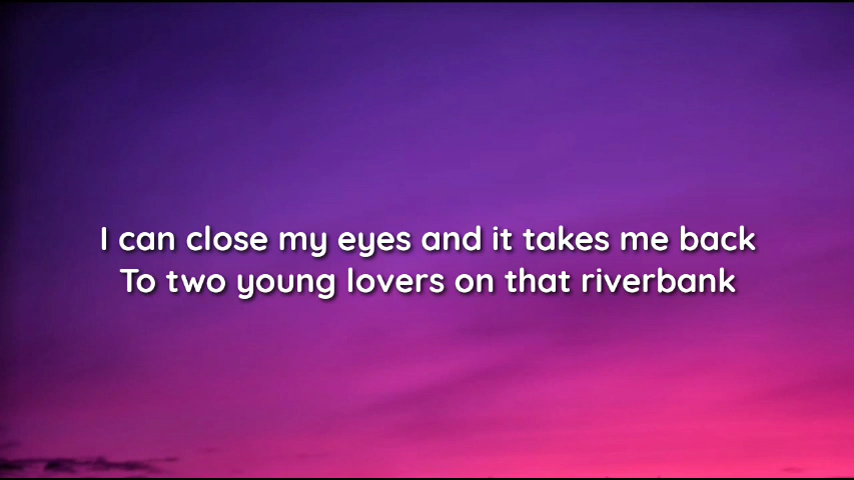 I can close my eyes and it takes me back
To two young lovers on that riverbank